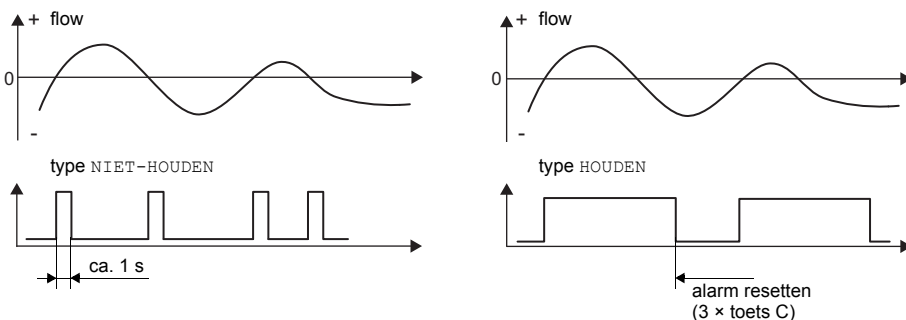 + flow
0
-
type NIET-HOUDEN
ca. 1 s
+ flow
0
-
type HOUDEN
alarm resetten
(3 × toets C)